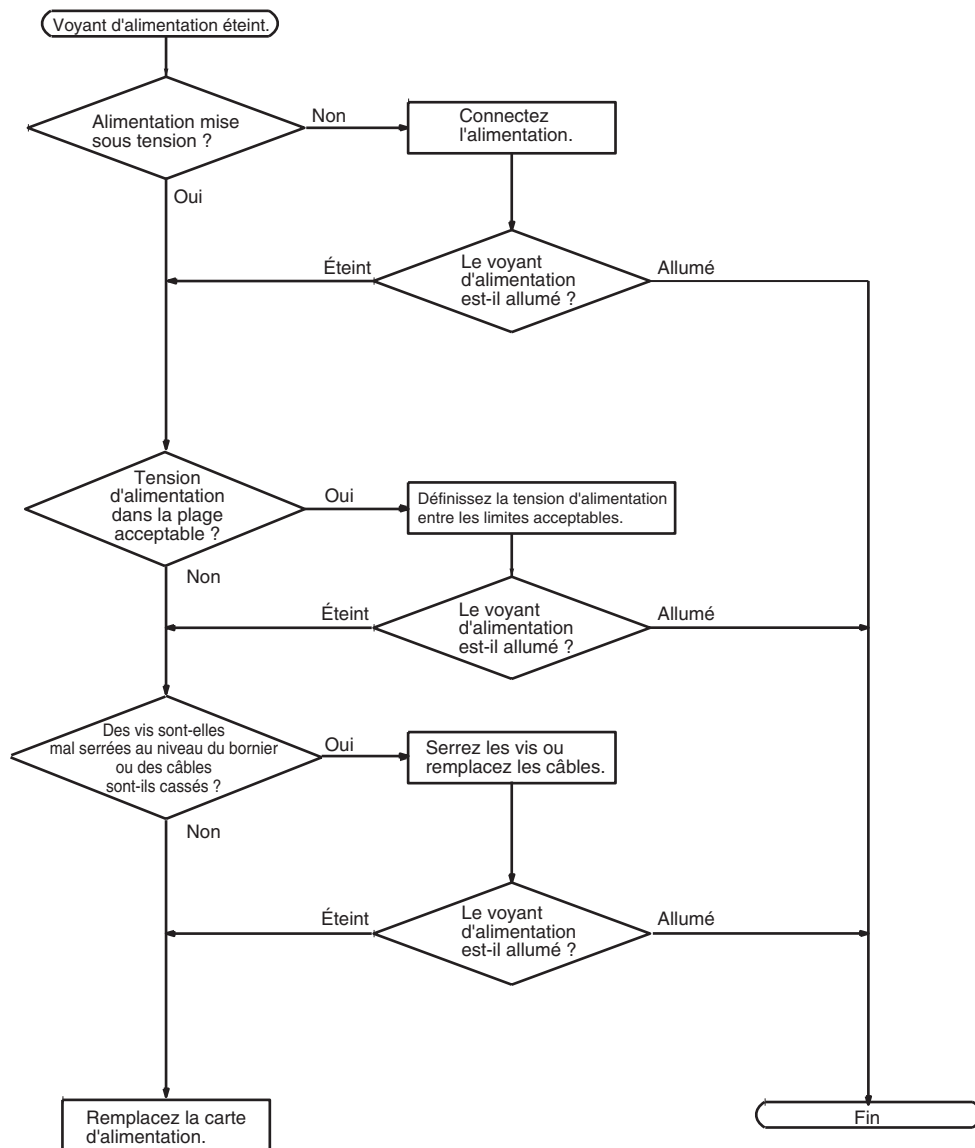 Voyant d'alimentation éteint.
Alimentation mise
sous tension ?
Non
Connectez
l'alimentation.
Oui
Éteint
Le voyant
d'alimentation
est-il allumé ?
Allumé
Tension
d'alimentation
dans la plage
acceptable ?
Oui
Définissez la tension d'alimentation
entre les limites acceptables.
Non
Éteint
Le voyant
d'alimentation
est-il allumé ?
Allumé
Des vis sont-elles
mal serrées au niveau du bornier
ou des câbles
sont-ils cassés ?
Oui
Serrez les vis ou
remplacez les câbles.
Non
Éteint
Le voyant
d'alimentation
est-il allumé ?
Allumé
Remplacez la carte
d'alimentation.
Fin